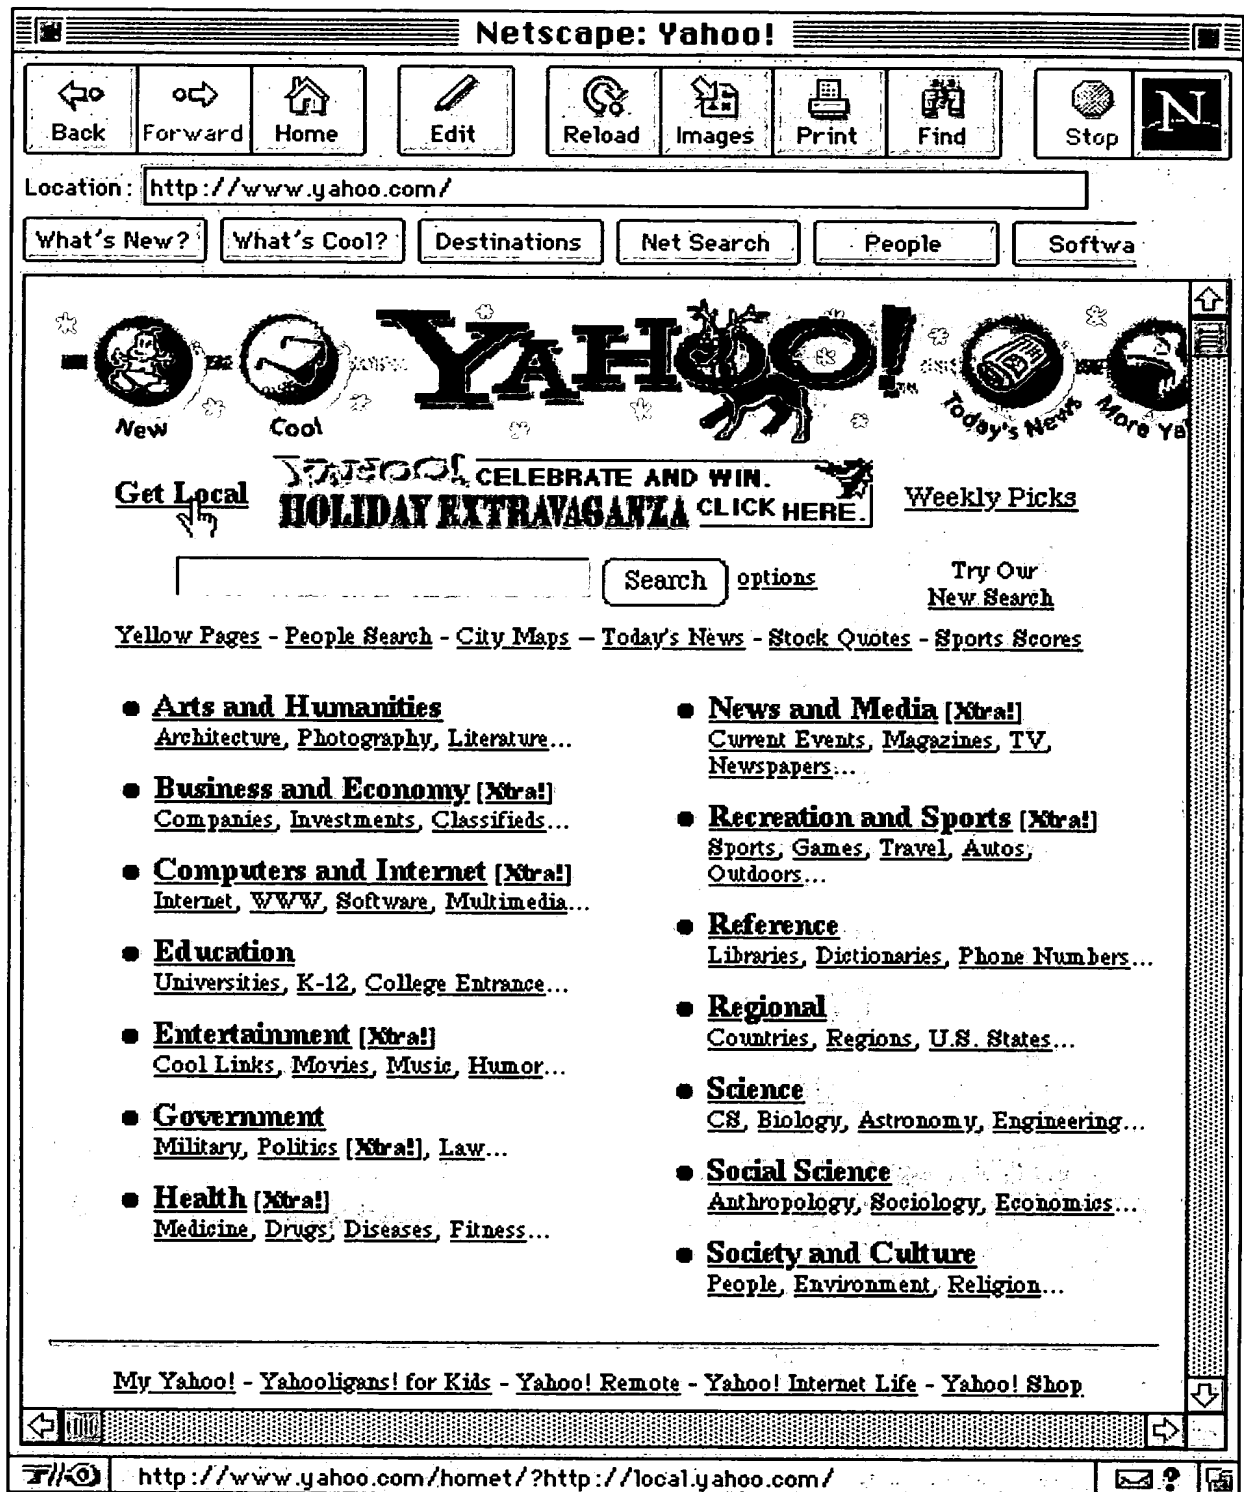 Netscape: Yahoo!
Back Forward Home Edit Reload Images Print Find Stop N
Location: http://www.yahoo.com/
What's New? What's Cool? Destinations Net Search People Softwa
New Cool YAHOO! Today's News More Ya
Get Local YAHOO! CELEBRATE AND WIN. Weekly Picks
HOLIDAY EXTRAVAGANZA CLICK HERE.
Search options Try Our
New Search
Yellow Pages - People Search - City Maps – Today's News - Stock Quotes - Sports Scores
Arts and Humanities
Architecture, Photography, Literature...
Business and Economy [Xtra!]
Companies, Investments, Classifieds...
Computers and Internet [Xtra!]
Internet, WWW, Software, Multimedia...
Education
Universities, K-12, College Entrance...
Entertainment [Xtra!]
Cool Links, Movies, Music, Humor...
Government
Military, Politics [Xtra!], Law...
Health [Xtra!]
Medicine, Drugs, Diseases, Fitness...
News and Media [Xtra!]
Current Events, Magazines, TV,
Newspapers...
Recreation and Sports [Xtra!]
Sports, Games, Travel, Autos,
Outdoors...
Reference
Libraries, Dictionaries, Phone Numbers...
Regional
Countries, Regions, U.S. States...
Science
CS, Biology, Astronomy, Engineering...
Social Science
Anthropology, Sociology, Economics...
Society and Culture
People, Environment, Religion...
My Yahoo! - Yahooligans! for Kids - Yahoo! Remote - Yahoo! Internet Life - Yahoo! Shop
http://www.yahoo.com/homet/?http://local.yahoo.com/